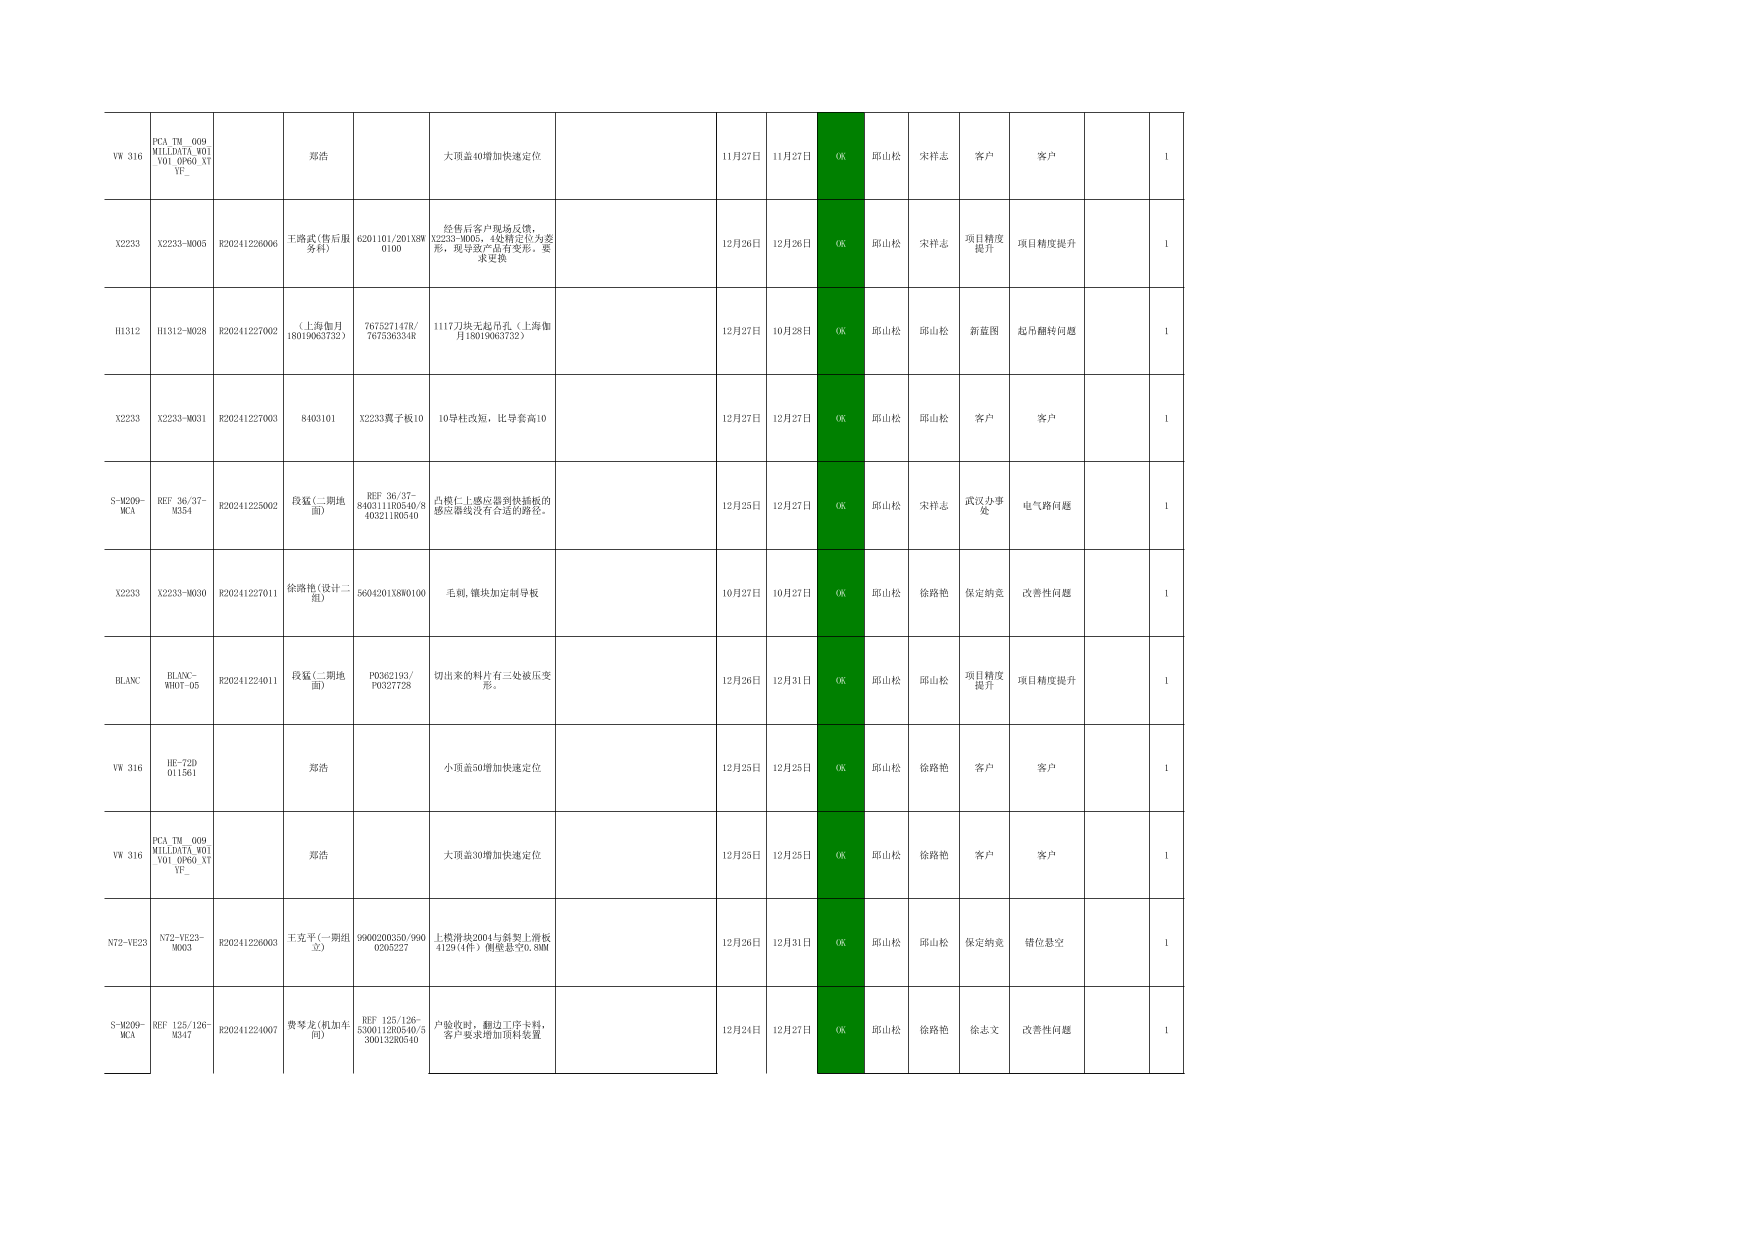 VW 316 PCA_TM__009_MILLDATA_W01_V01_OP60_XTYF_ 郑浩 大顶盖40增加快速定位 11月27日 11月27日 OK 邱山松 宋祥志 客户 客户 1
X2233 X2233-M005 R20241226006 王路武(售后服务科) 6201101/201X8W0100 经售后客户现场反馈，X2233-M005，4处精定位为菱形，现导致产品有变形。要求更换 12月26日 12月26日 OK 邱山松 宋祥志 项目精度提升 项目精度提升 1
H1312 H1312-M028 R20241227002 （上海伽月18019063732） 767527147R/767536334R 1117刀块无起吊孔（上海伽月18019063732） 12月27日 10月28日 OK 邱山松 邱山松 新蓝图 起吊翻转问题 1
X2233 X2233-M031 R20241227003 8403101 X2233翼子板10 10导柱改短，比导套高10 12月27日 12月27日 OK 邱山松 邱山松 客户 客户 1
S-M209-MCA REF 36/37-M354 R20241225002 段猛(二期地面) REF 36/37-8403111R0540/8403211R0540 凸模仁上感应器到快插板的感应器线没有合适的路径。 12月25日 12月27日 OK 邱山松 宋祥志 武汉办事处 电气路问题 1
X2233 X2233-M030 R20241227011 徐路艳(设计二组) 5604201X8W0100 毛刺,镶块加定制导板 10月27日 10月27日 OK 邱山松 徐路艳 保定纳竞 改善性问题 1
BLANC BLANC-WHOT-05 R20241224011 段猛(二期地面) P0362193/P0327728 切出来的料片有三处被压变形。 12月26日 12月31日 OK 邱山松 邱山松 项目精度提升 项目精度提升 1
VW 316 HE-72D 011561 郑浩 小顶盖50增加快速定位 12月25日 12月25日 OK 邱山松 徐路艳 客户 客户 1
VW 316 PCA_TM__009_MILLDATA_W01_V01_OP60_XTYF_ 郑浩 大顶盖30增加快速定位 12月25日 12月25日 OK 邱山松 徐路艳 客户 客户 1
N72-VE23 N72-VE23-M003 R20241226003 王克平(一期组立) 9900200350/9900205227 上模滑块2004与斜契上滑板4129(4件）侧壁悬空0.8MM 12月26日 12月31日 OK 邱山松 邱山松 保定纳竞 错位悬空 1
S-M209-MCA REF 125/126-M347 R20241224007 费琴龙(机加车间) REF 125/126-5300112R0540/5300132R0540 户验收时，翻边工序卡料，客户要求增加顶料装置 12月24日 12月27日 OK 邱山松 徐路艳 徐志文 改善性问题 1